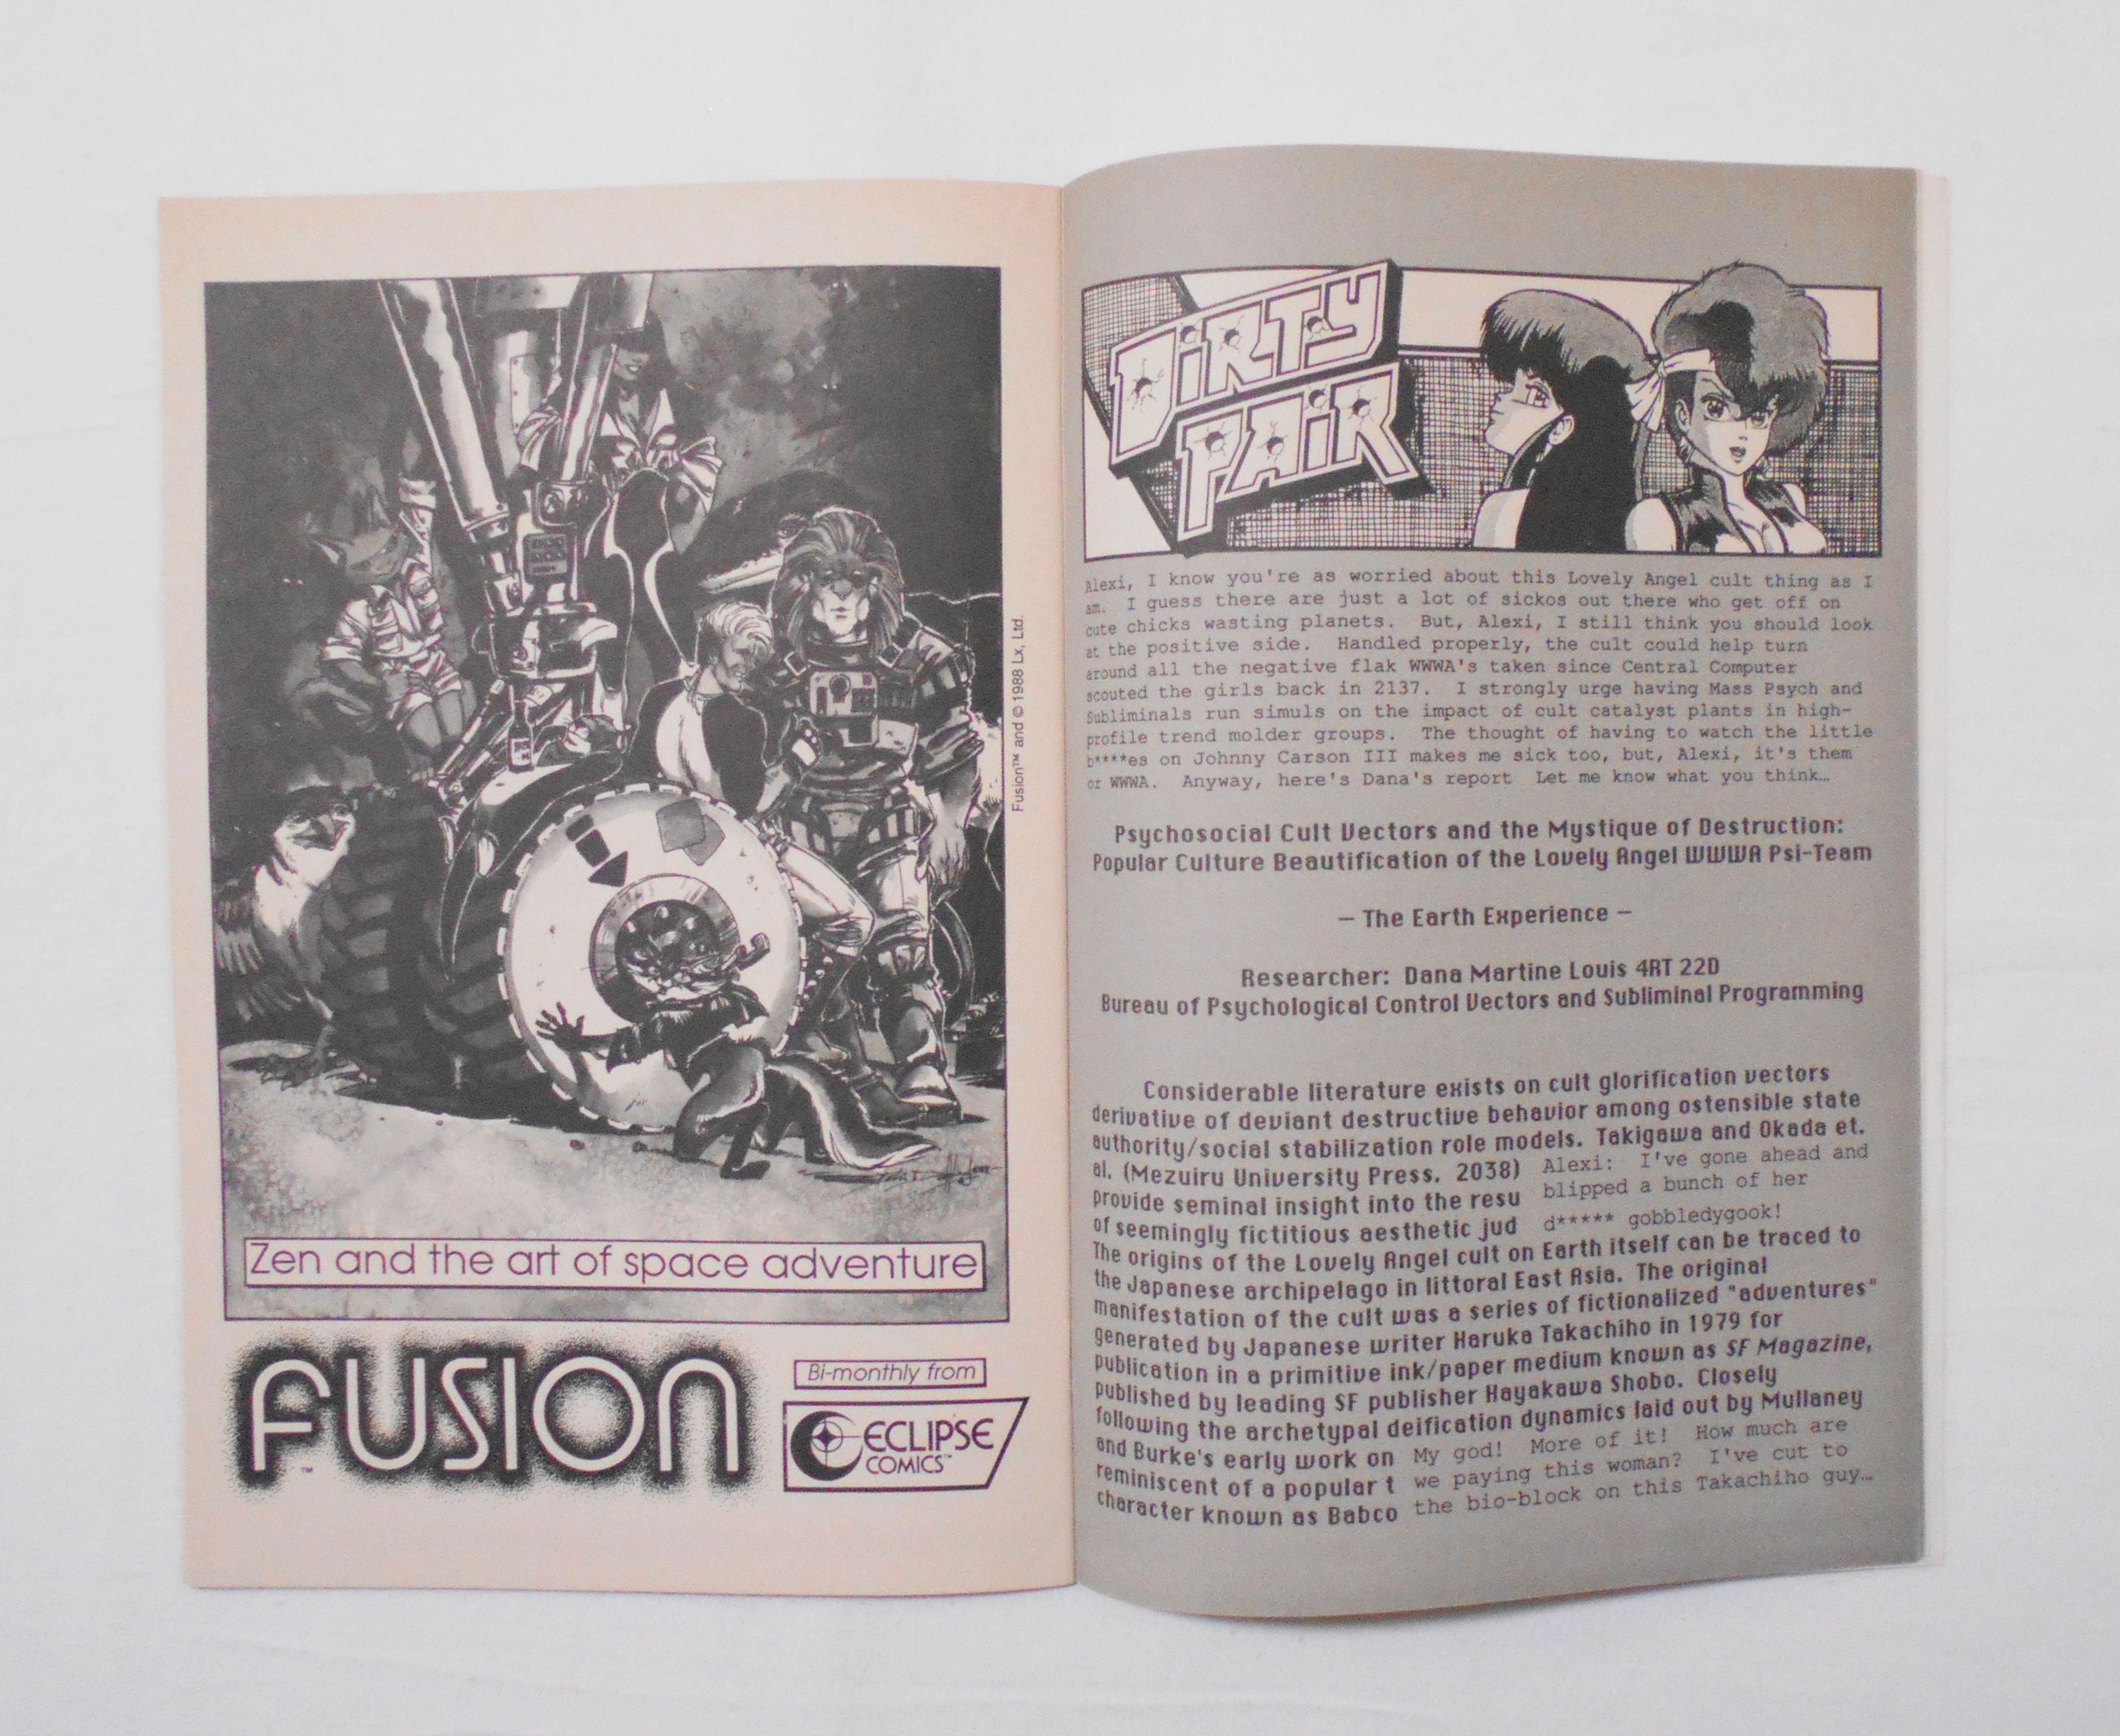 Fusion™ and © 1988 Lx, Ltd.
Zen and the art of space adventure
FUSION™
Bi-monthly from
ECLIPSE
COMICS™
DiRTY
PAiR
Alexi, I know you're as worried about this Lovely Angel cult thing as I
am. I guess there are just a lot of sickos out there who get off on
cute chicks wasting planets. But, Alexi, I still think you should look
at the positive side. Handled properly, the cult could help turn
around all the negative flak WWWA's taken since Central Computer
scouted the girls back in 2137. I strongly urge having Mass Psych and
Subliminals run simuls on the impact of cult catalyst plants in high-
profile trend molder groups. The thought of having to watch the little
b****es on Johnny Carson III makes me sick too, but, Alexi, it's them
or WWWA. Anyway, here's Dana's report Let me know what you think…
Psychosocial Cult Vectors and the Mystique of Destruction:
Popular Culture Beautification of the Lovely Angel WWWA Psi-Team
— The Earth Experience —
Researcher: Dana Martine Louis 4RT 22D
Bureau of Psychological Control Vectors and Subliminal Programming
Considerable literature exists on cult glorification vectors
derivative of deviant destructive behavior among ostensible state
authority/social stabilization role models. Takigawa and Okada et.
al. (Mezuiru University Press, 2038) Alexi: I've gone ahead and
provide seminal insight into the resu blipped a bunch of her
of seemingly fictitious aesthetic jud d***** gobbledygook!
The origins of the Lovely Angel cult on Earth itself can be traced to
the Japanese archipelago in littoral East Asia. The original
manifestation of the cult was a series of fictionalized "adventures"
generated by Japanese writer Haruka Takachiho in 1979 for
publication in a primitive ink/paper medium known as SF Magazine,
published by leading SF publisher Hayakawa Shobo. Closely
following the archetypal deification dynamics laid out by Mullaney
and Burke's early work on My god! More of it! How much are
reminiscent of a popular t we paying this woman? I've cut to
character known as Babco the bio-block on this Takachiho guy…